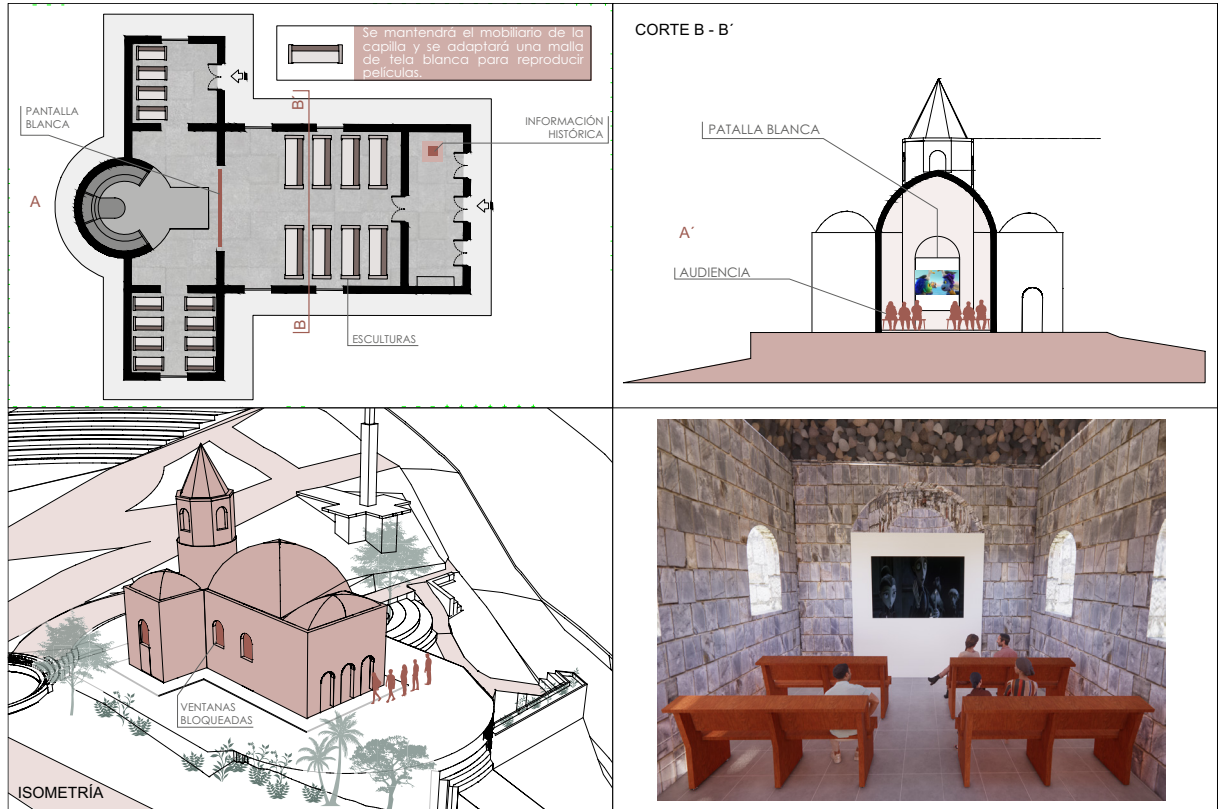 Se mantendrá el mobiliario de la
capilla y se adaptará una malla
de tela blanca para reproducir
películas.
PANTALLA
BLANCA
B´
INFORMACIÓN
HISTÓRICA
A
B
ESCULTURAS
CORTE B - B´
PATALLA BLANCA
A´
AUDIENCIA
VENTANAS
BLOQUEADAS
ISOMETRÍA